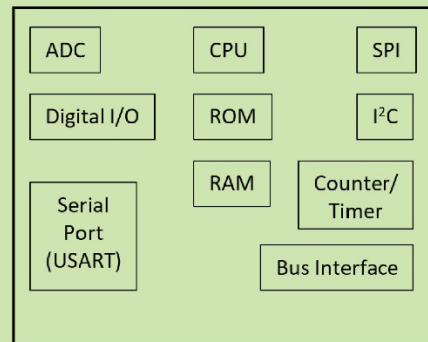 ADC
CPU
SPI
Digital I/O
ROM
I²C
RAM
Counter/
Timer
Serial
Port
(USART)
Bus Interface